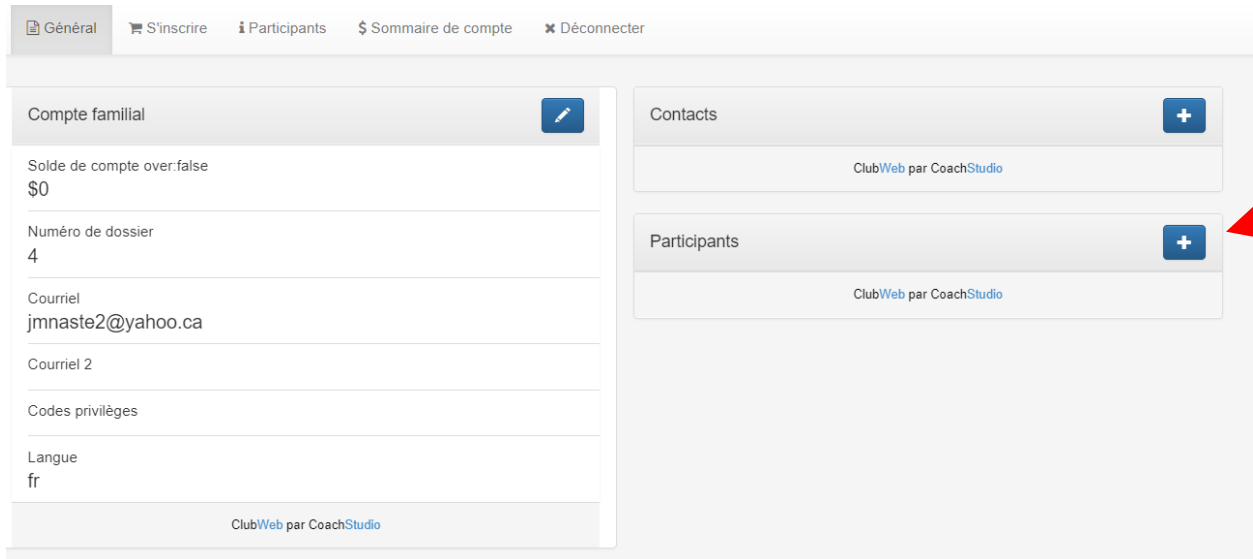 Général S'inscrire Participants $ Sommaire de compte Déconnecter
Compte familial
Solde de compte over:false
$0
Numéro de dossier
4
Courriel
jmnaste2@yahoo.ca
Courriel 2
Codes privilèges
Langue
fr
ClubWeb par CoachStudio
Contacts
ClubWeb par CoachStudio
Participants
ClubWeb par CoachStudio